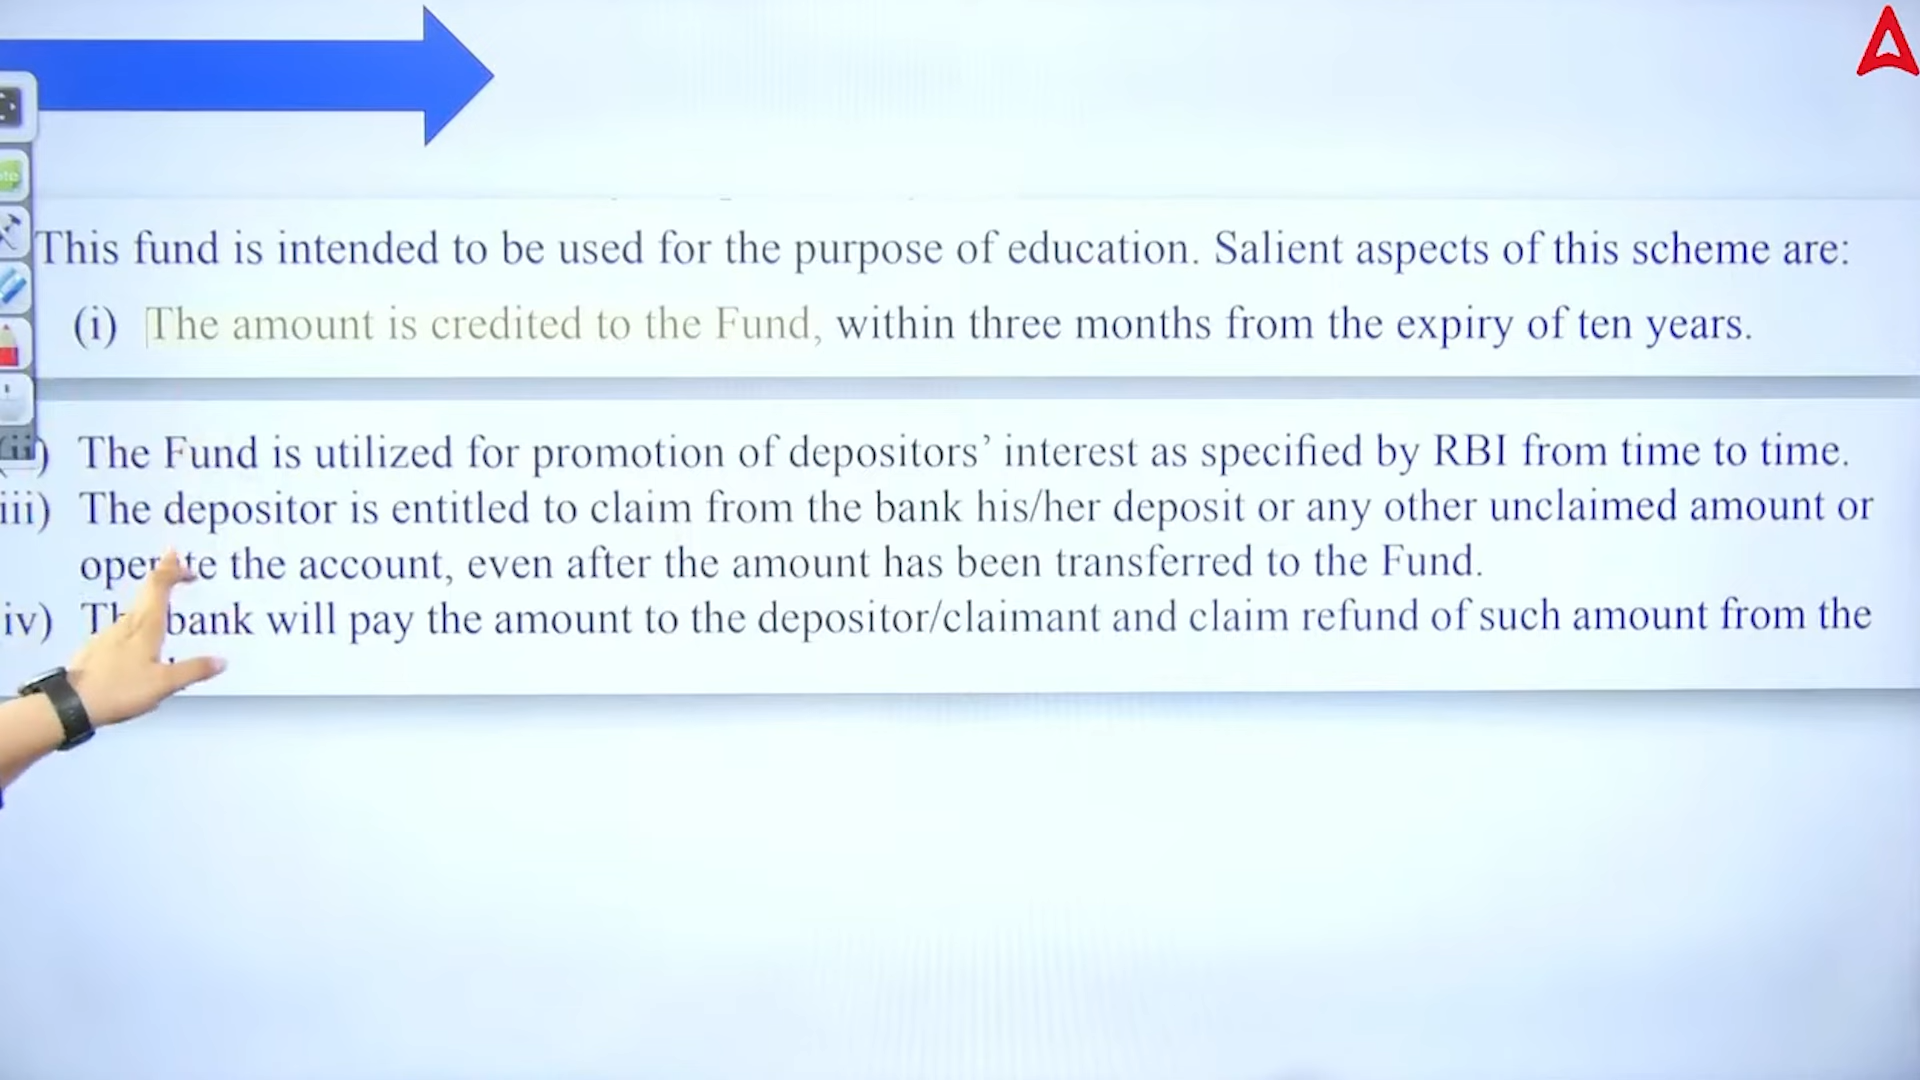 This fund is intended to be used for the purpose of education. Salient aspects of this scheme are:
(i) The amount is credited to the Fund, within three months from the expiry of ten years.
(ii) The Fund is utilized for promotion of depositors’ interest as specified by RBI from time to time.
iii) The depositor is entitled to claim from the bank his/her deposit or any other unclaimed amount or
operate the account, even after the amount has been transferred to the Fund.
iv) The bank will pay the amount to the depositor/claimant and claim refund of such amount from the